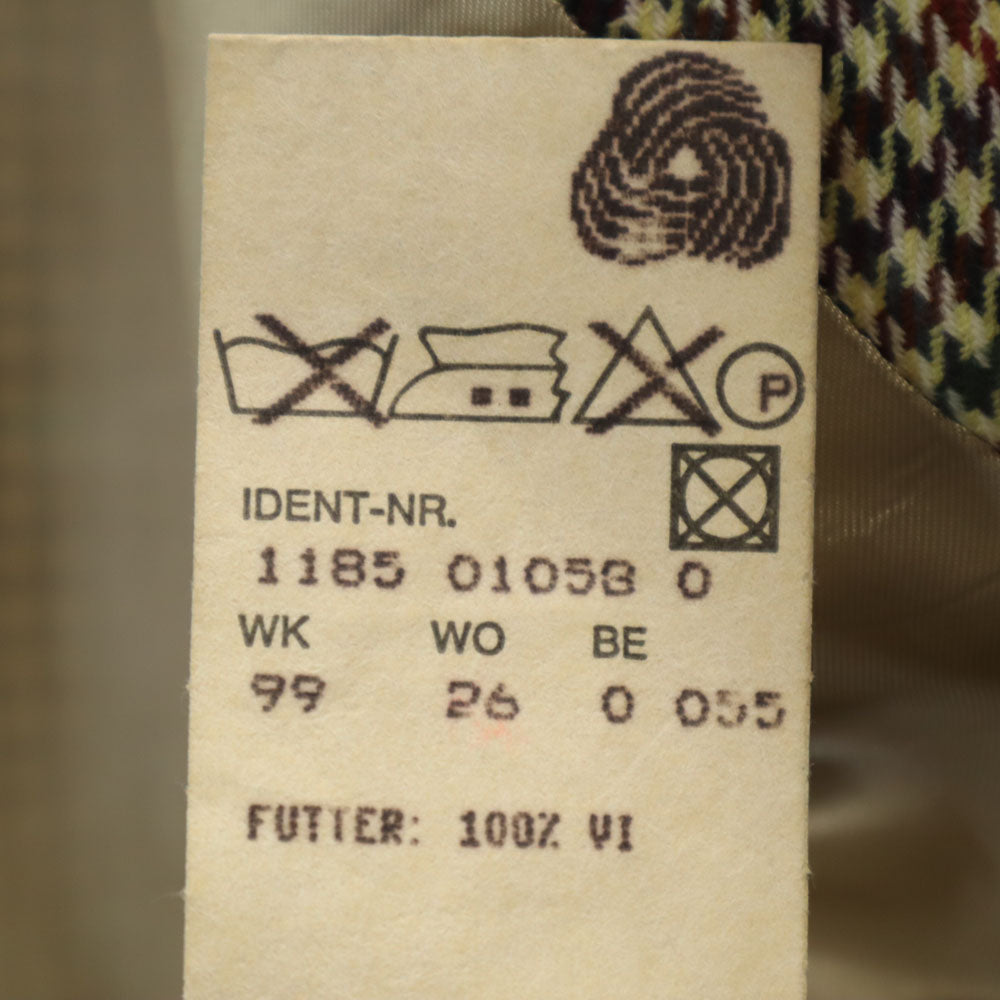 P
IDENT-NR.
1185 01058 0
WK WO BE
99 26 0 055
FUTTER: 100% VI